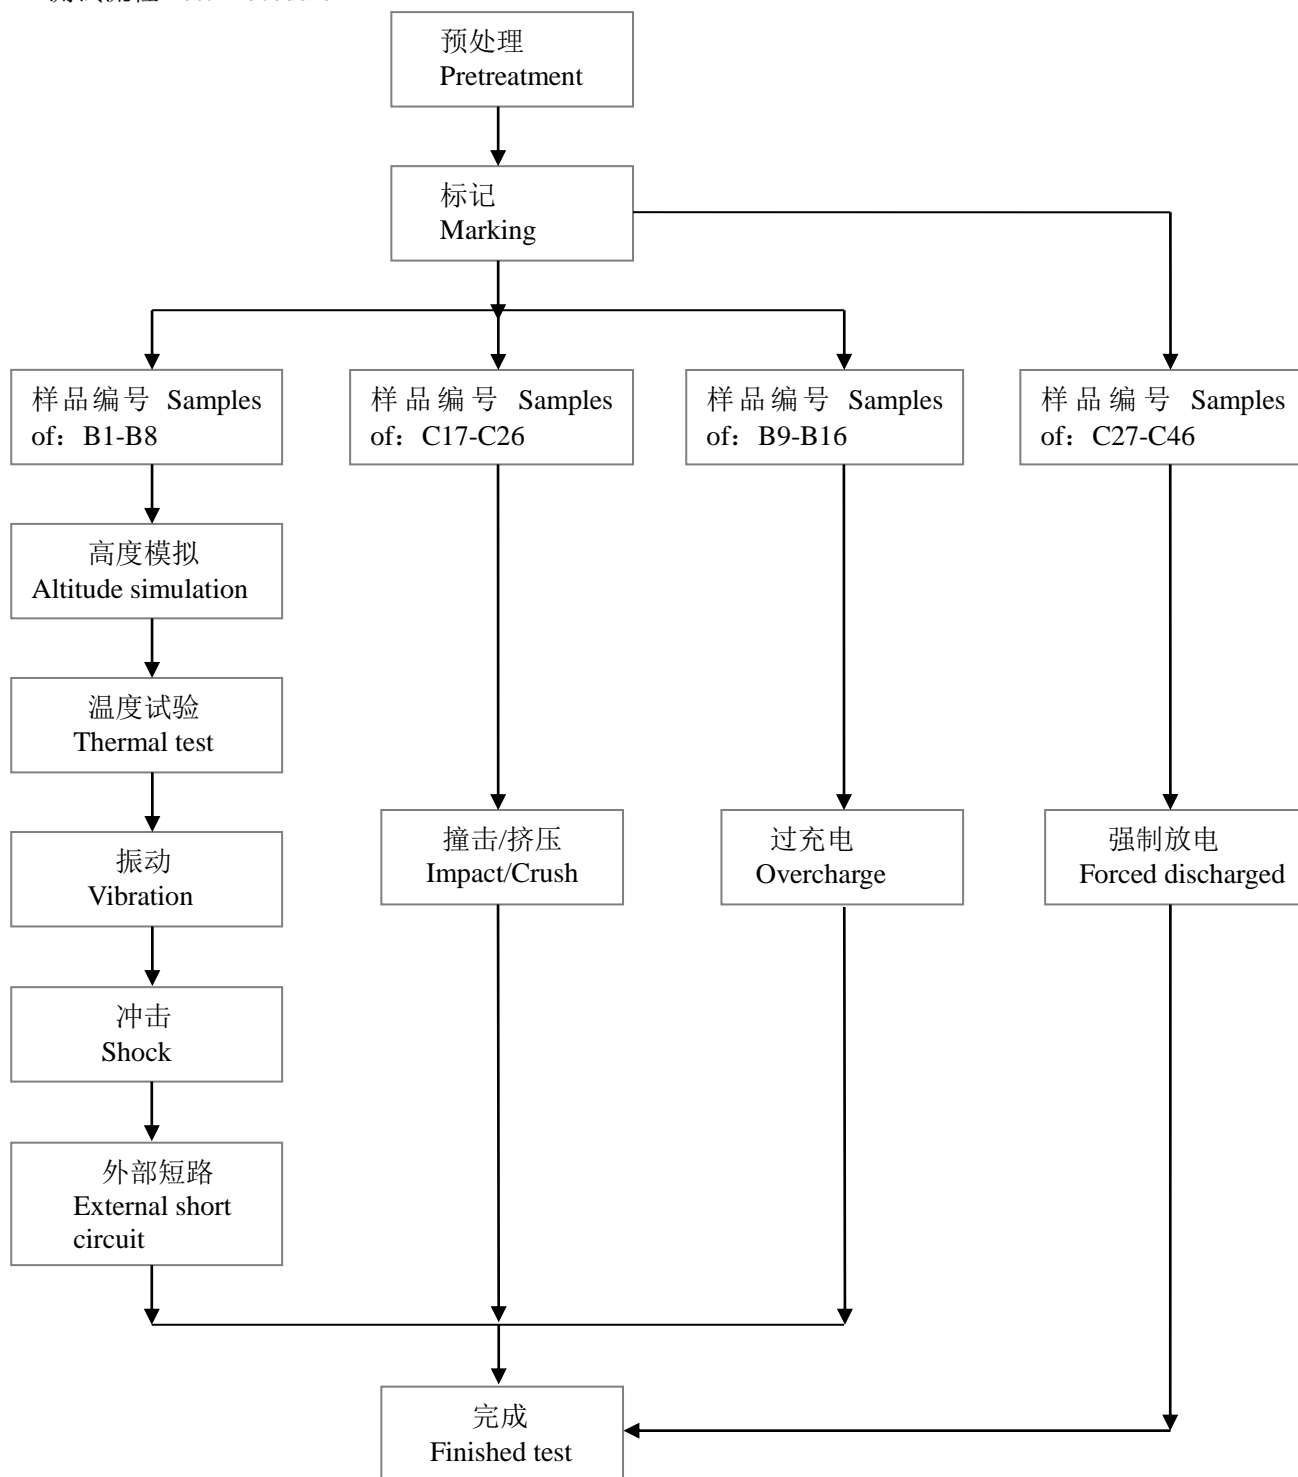 预处理
Pretreatment
标记
Marking
样品编号 Samples
of：B1-B8
样品编号 Samples
of：C17-C26
样品编号 Samples
of：B9-B16
样品编号 Samples
of：C27-C46
高度模拟
Altitude simulation
温度试验
Thermal test
振动
Vibration
撞击/挤压
Impact/Crush
过充电
Overcharge
强制放电
Forced discharged
冲击
Shock
外部短路
External short
circuit
完成
Finished test